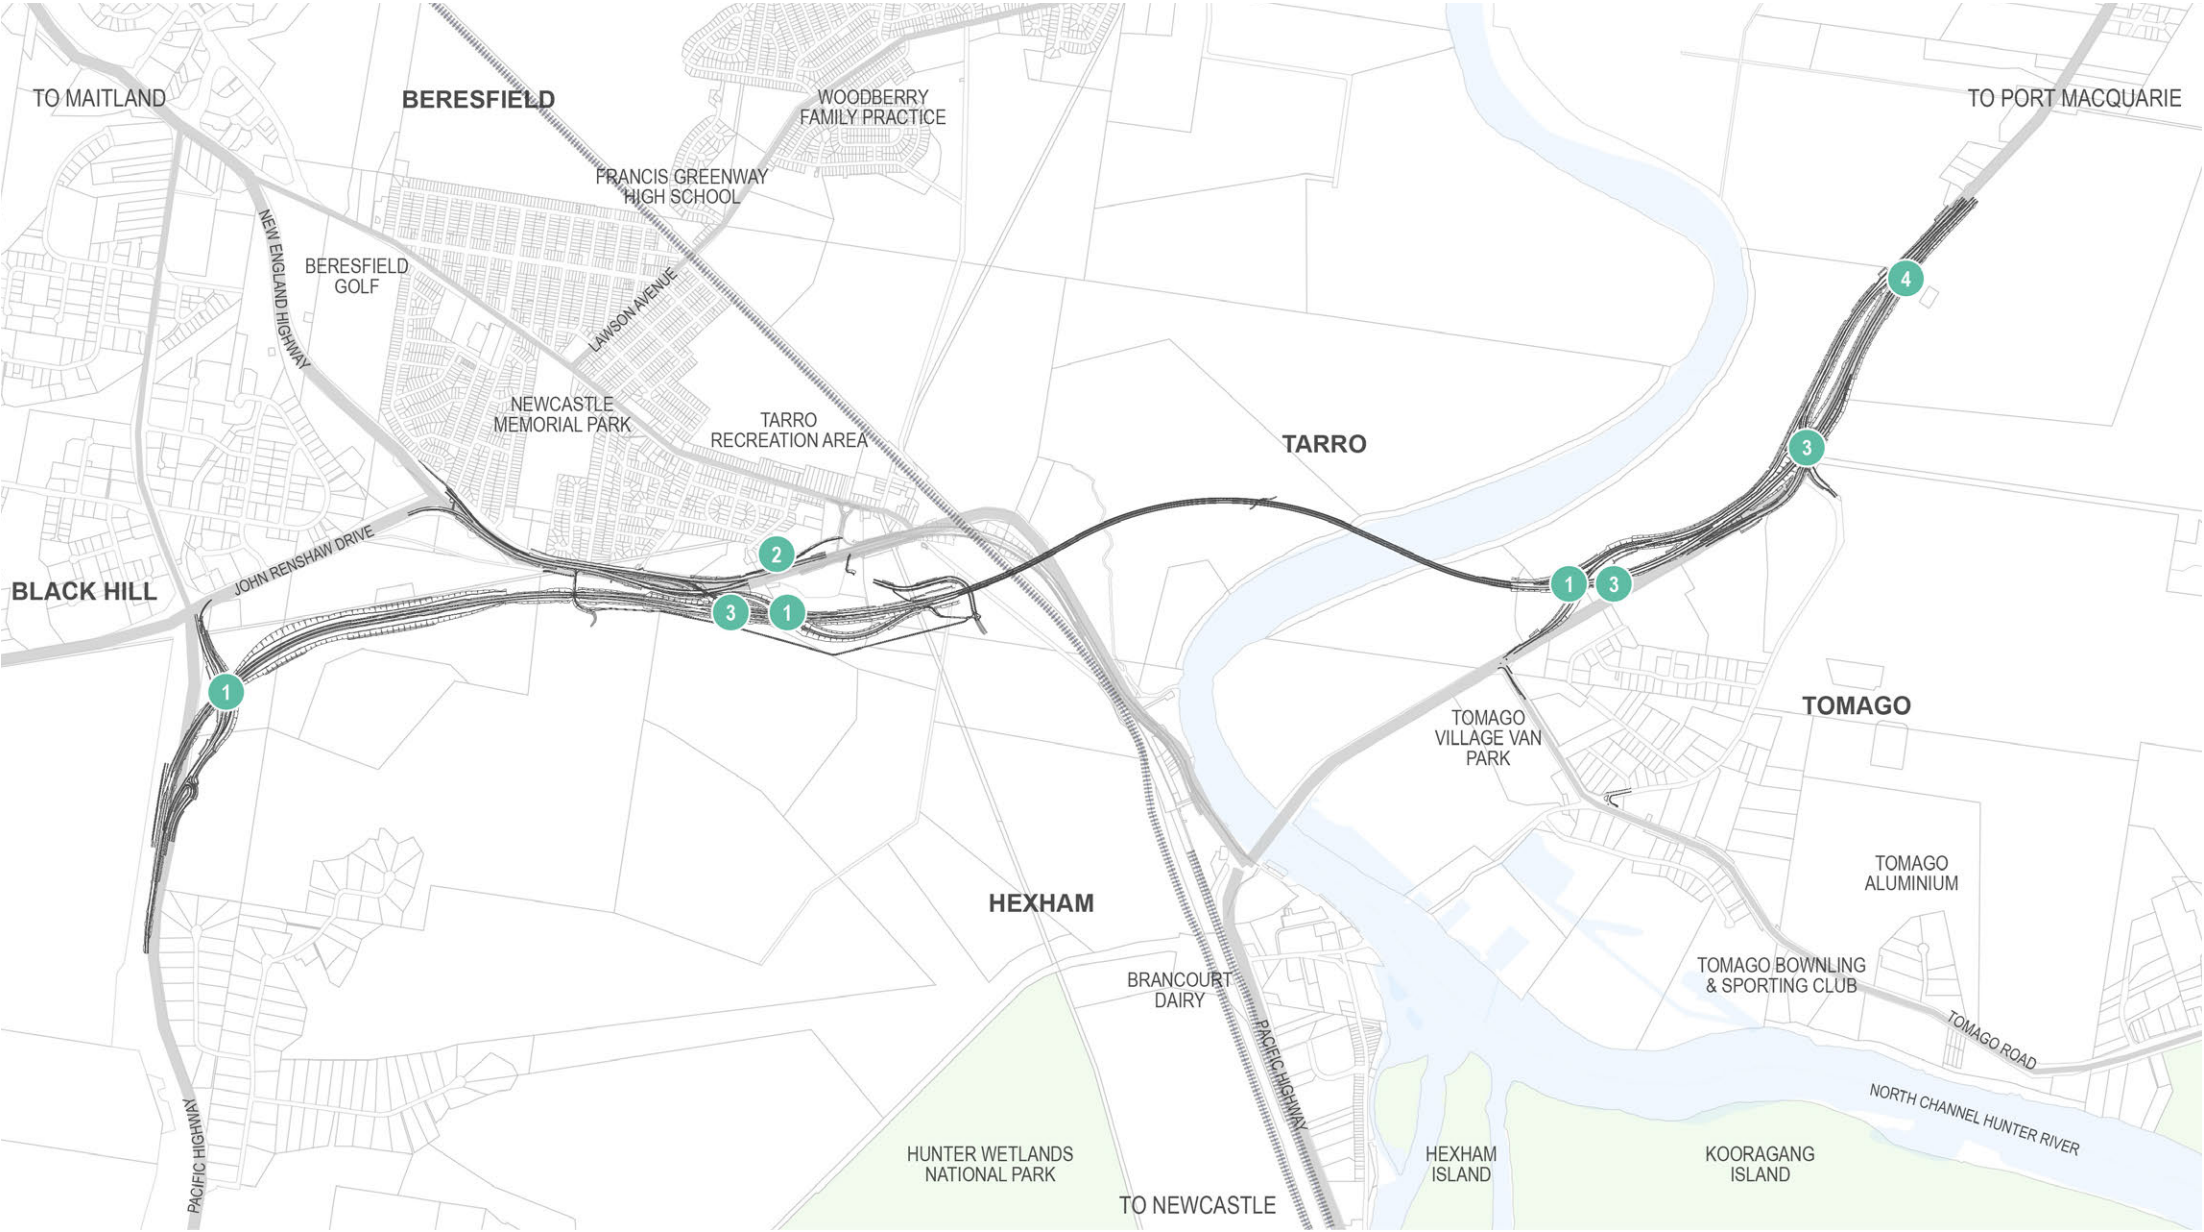 TO MAITLAND
BERESFIELD
WOODBERRY
FAMILY PRACTICE
TO PORT MACQUARIE
FRANCIS GREENWAY
HIGH SCHOOL
NEW ENGLAND HIGHWAY
BERESFIELD
GOLF
LAWSON AVENUE
4
NEWCASTLE
MEMORIAL PARK
TARRO
RECREATION AREA
TARRO
3
JOHN RENSHAW DRIVE
2
BLACK HILL
3
1
1
3
1
TOMAGO
TOMAGO
VILLAGE VAN
PARK
TOMAGO
ALUMINIUM
HEXHAM
BRANCOURT
DAIRY
TOMAGO BOWNLING
& SPORTING CLUB
TOMAGO ROAD
PACIFIC HIGHWAY
PACIFIC HIGHWAY
NORTH CHANNEL HUNTER RIVER
HUNTER WETLANDS
NATIONAL PARK
HEXHAM
ISLAND
KOORAGANG
ISLAND
TO NEWCASTLE